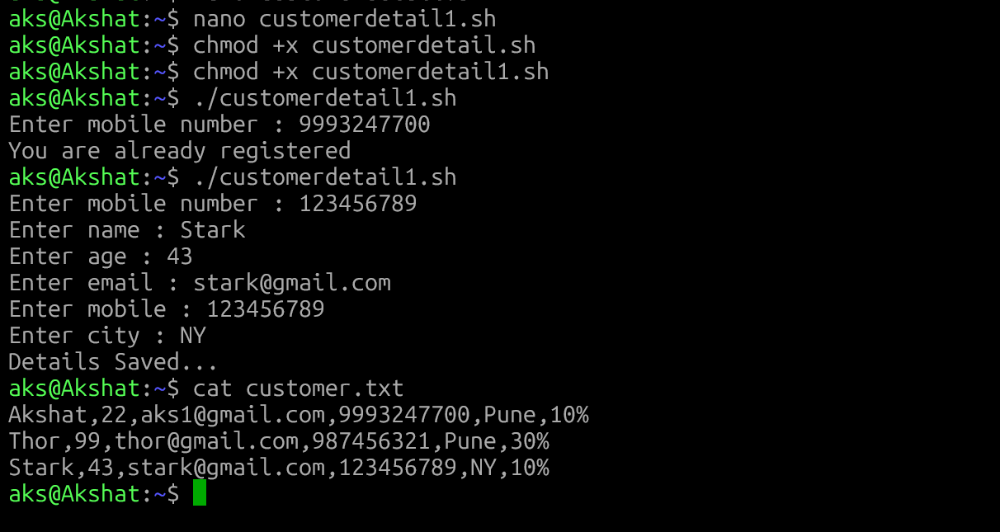 aks@Akshat:~$ nano customerdetail1.sh
aks@Akshat:~$ chmod +x customerdetail.sh
aks@Akshat:~$ chmod +x customerdetail1.sh
aks@Akshat:~$ ./customerdetail1.sh
Enter mobile number : 9993247700
You are already registered
aks@Akshat:~$ ./customerdetail1.sh
Enter mobile number : 123456789
Enter name : Stark
Enter age : 43
Enter email : stark@gmail.com
Enter mobile : 123456789
Enter city : NY
Details Saved...
aks@Akshat:~$ cat customer.txt
Akshat,22,aks1@gmail.com,9993247700,Pune,10%
Thor,99,thor@gmail.com,987456321,Pune,30%
Stark,43,stark@gmail.com,123456789,NY,10%
aks@Akshat:~$